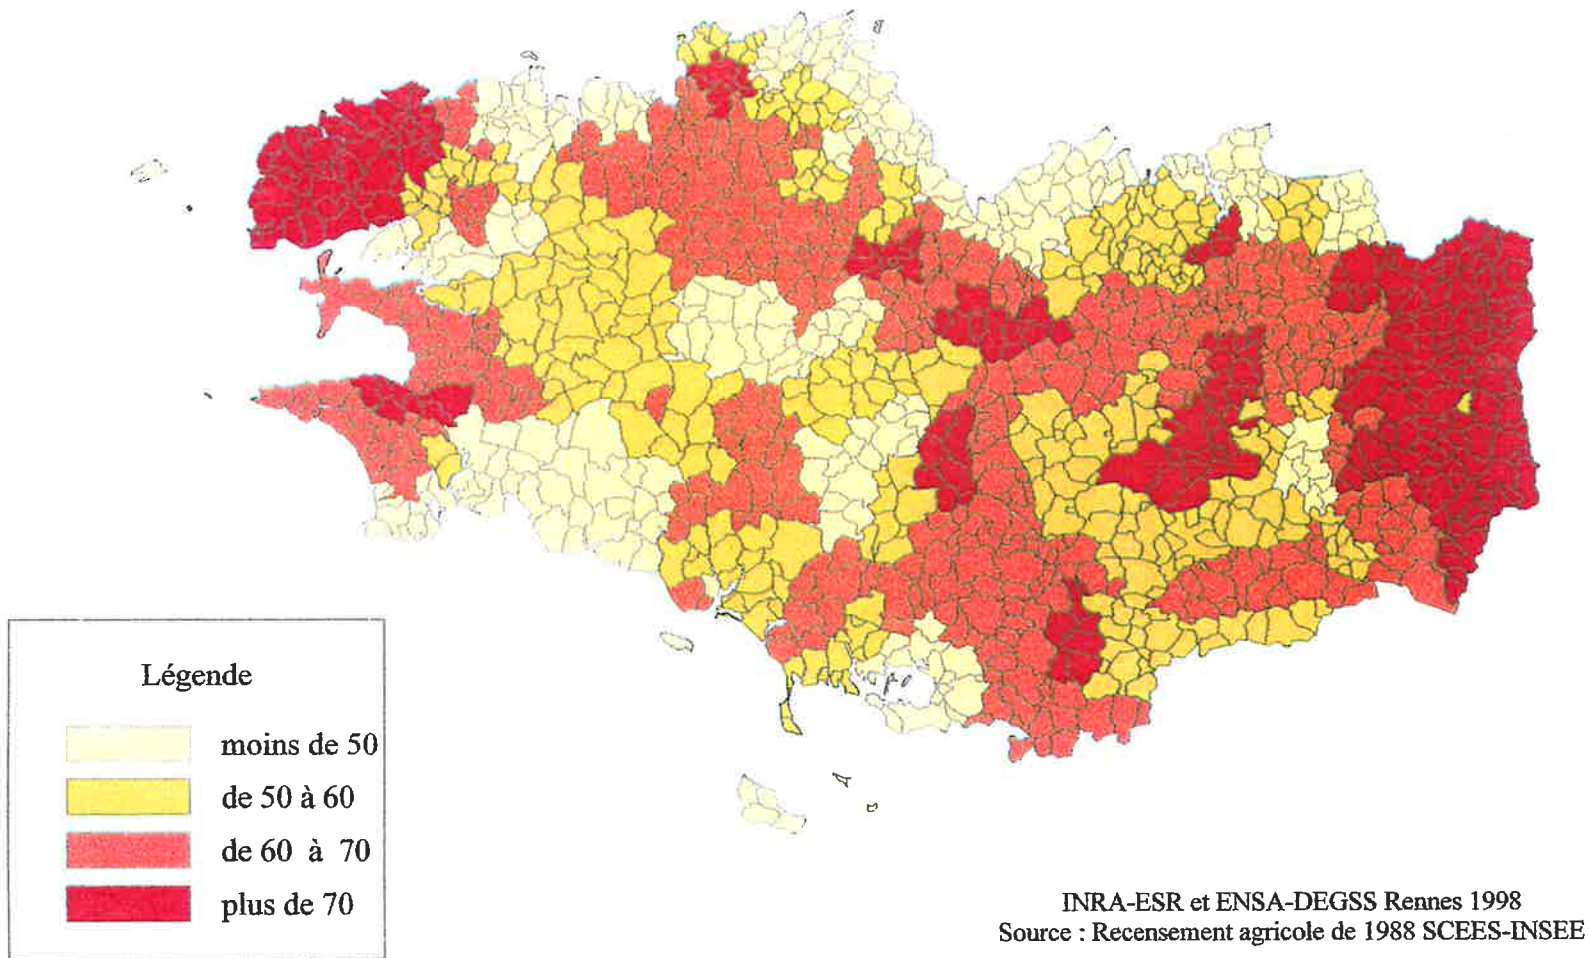 Légende
moins de 50
de 50 à 60
de 60 à 70
plus de 70
INRA-ESR et ENSA-DEGSS Rennes 1998
Source : Recensement agricole de 1988 SCEES-INSEE